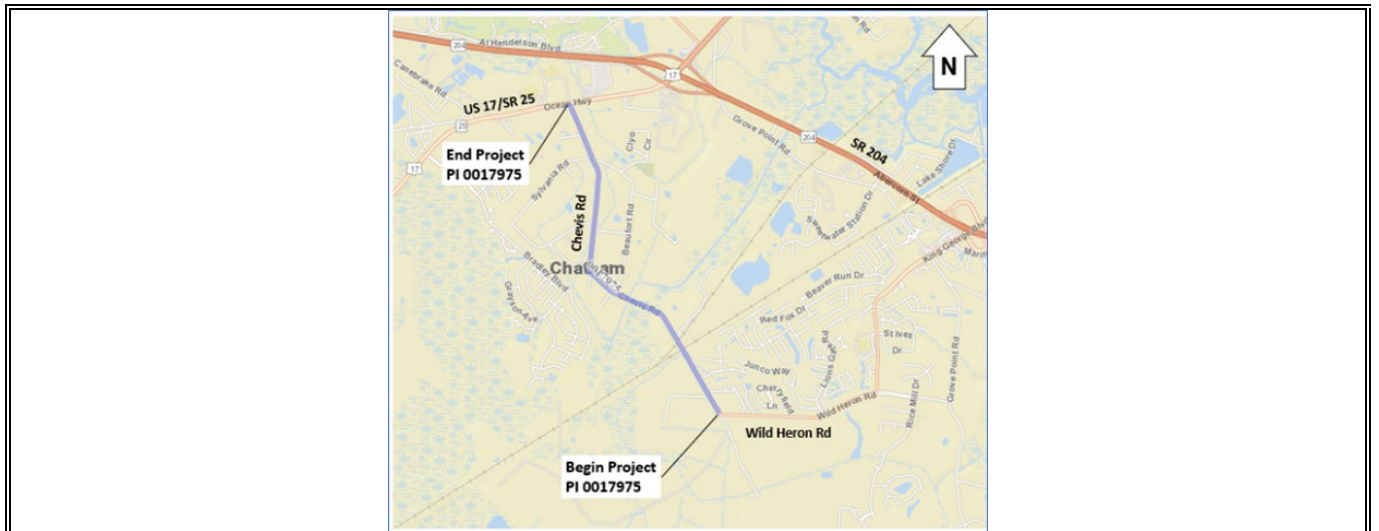 204
Al Henderson Blvd
N
Canebrake Rd
17
US 17/SR 25
Ocean Hwy
25
17
End Project
PI 0017975
Grove Point Rd
204
SR 204
Clyo
Cir
Sylvania Rd
Lake Shore Dr
Abercorn St
Chevis Rd
Beaufort Rd
Sweetwater Station Dr
King George Blvd
Chatham
Bradley Blvd
Grayson Ave
Chevis Rd
Beaver Run Dr
Red Fox Dr
St Ives
Dr
Lions Gate Rd
Junco Way
Cherryfield
Ln
Rice Mill Dr
Grove Point Rd
Wild Heron Rd
Wild Heron Rd
Begin Project
PI 0017975